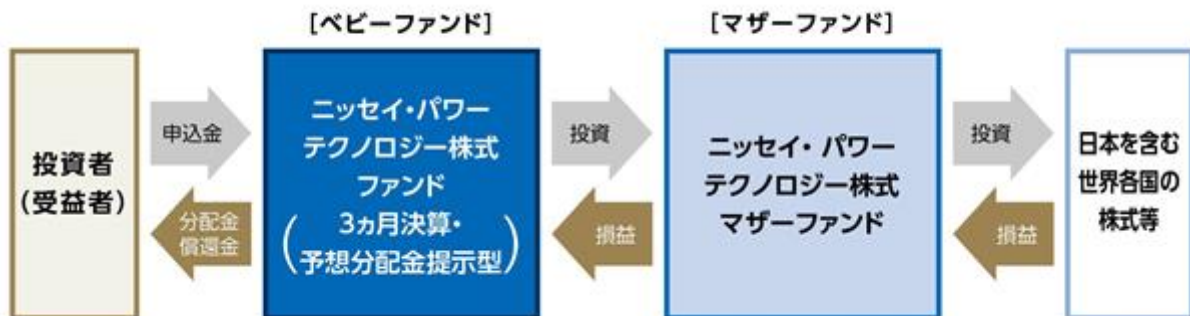 [ベビーファンド]
[マザーファンド]
投資者
(受益者)
申込金
分配金
償還金
ニッセイ・パワー
テクノロジー株式
ファンド
(3ヵ月決算・
予想分配金提示型)
投資
損益
ニッセイ・ パワー
テクノロジー株式
マザーファンド
投資
損益
日本を含む
世界各国の
株式等